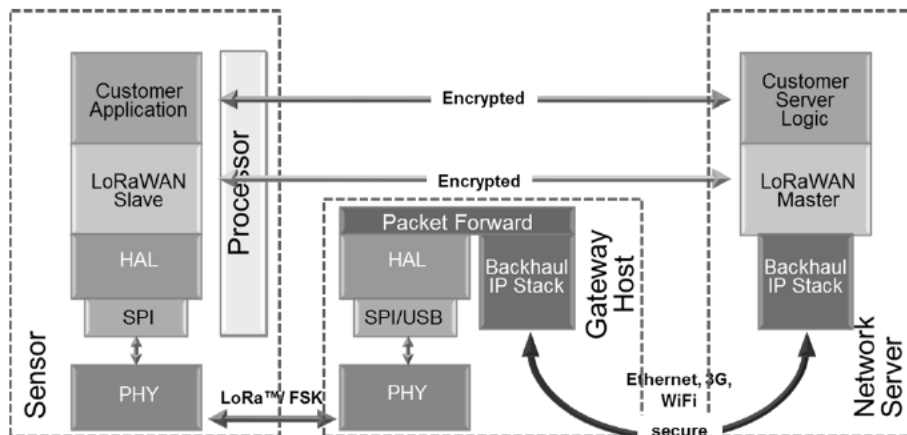 Customer
Application
LoRaWAN
Slave
HAL
SPI
PHY
Sensor
Processor
Encrypted
Encrypted
LoRa™/ FSK
Packet Forward
HAL
SPI/USB
PHY
Backhaul
IP Stack
Gateway
Host
Ethernet, 3G,
WiFi
secure
Customer
Server
Logic
LoRaWAN
Master
Backhaul
IP Stack
Network
Server